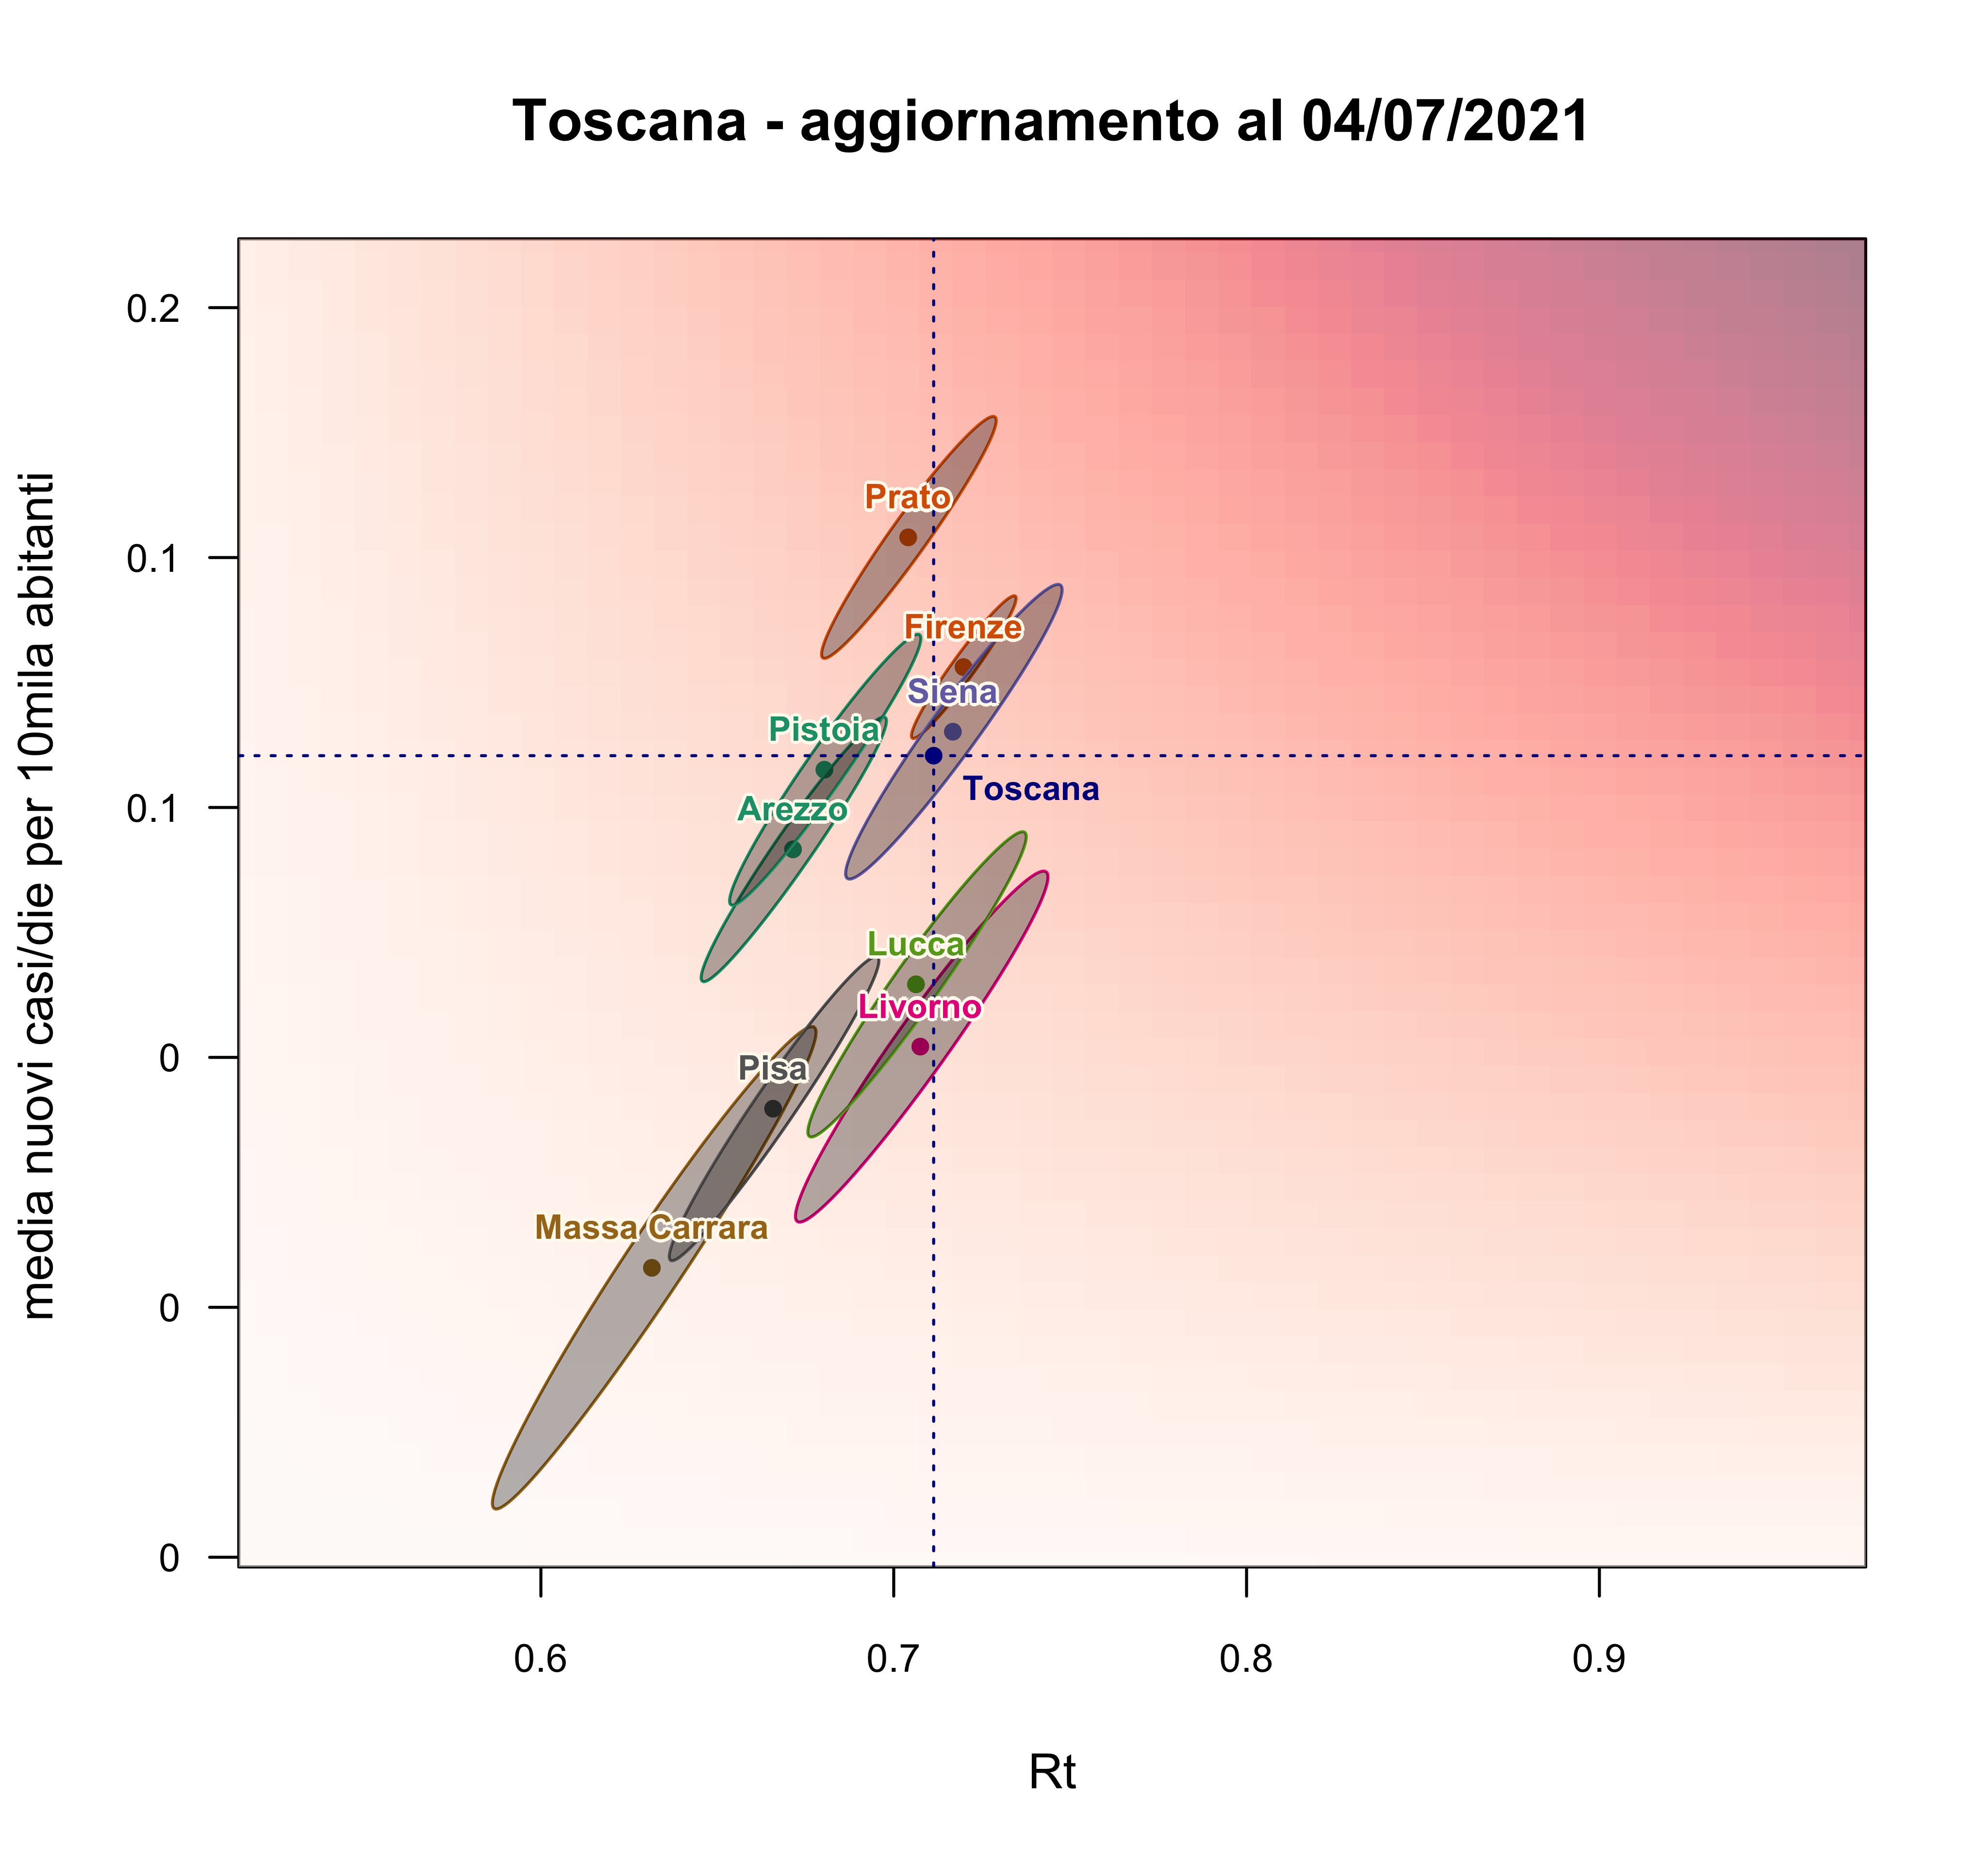 Toscana - aggiornamento al 04/07/2021
media nuovi casi/die per 10mila abitanti
0.2
0.1
0.1
0
0
0
Prato
Firenze
Siena
Pistoia
Toscana
Arezzo
Lucca
Livorno
Pisa
Massa Carrara
0.6 0.7 0.8 0.9
Rt